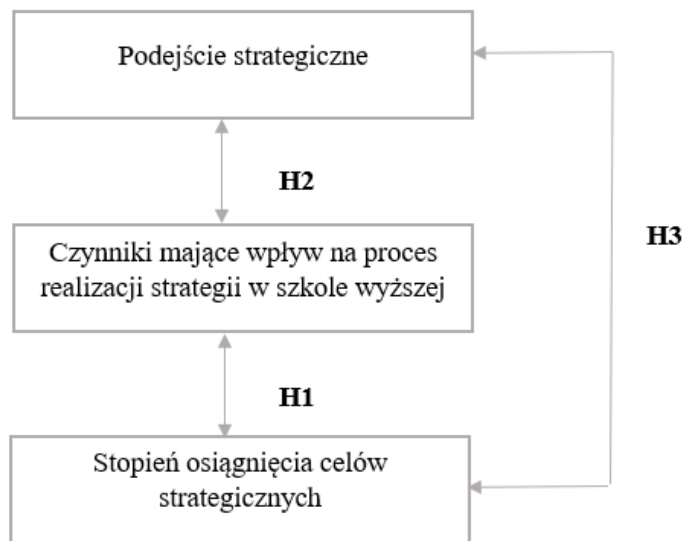 Podejście strategiczne
H2
Czynniki mające wpływ na proces
realizacji strategii w szkole wyższej
H3
H1
Stopień osiągnięcia celów
strategicznych